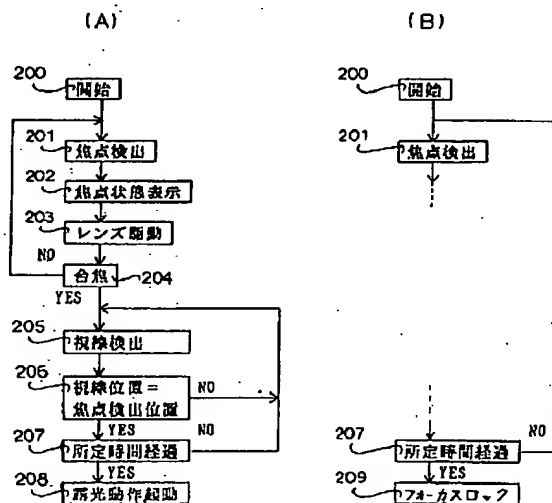 (A)
200
開始
201
焦点検出
202
焦点状態表示
203
レンズ駆動
NO
合焦
204
YES
205
視線検出
206
視線位置=
焦点検出位置
NO
YES
207
所定時間経過
NO
YES
208
露光動作起動
(B)
200
開始
201
焦点検出
207
所定時間経過
NO
YES
209
フォーカスロック